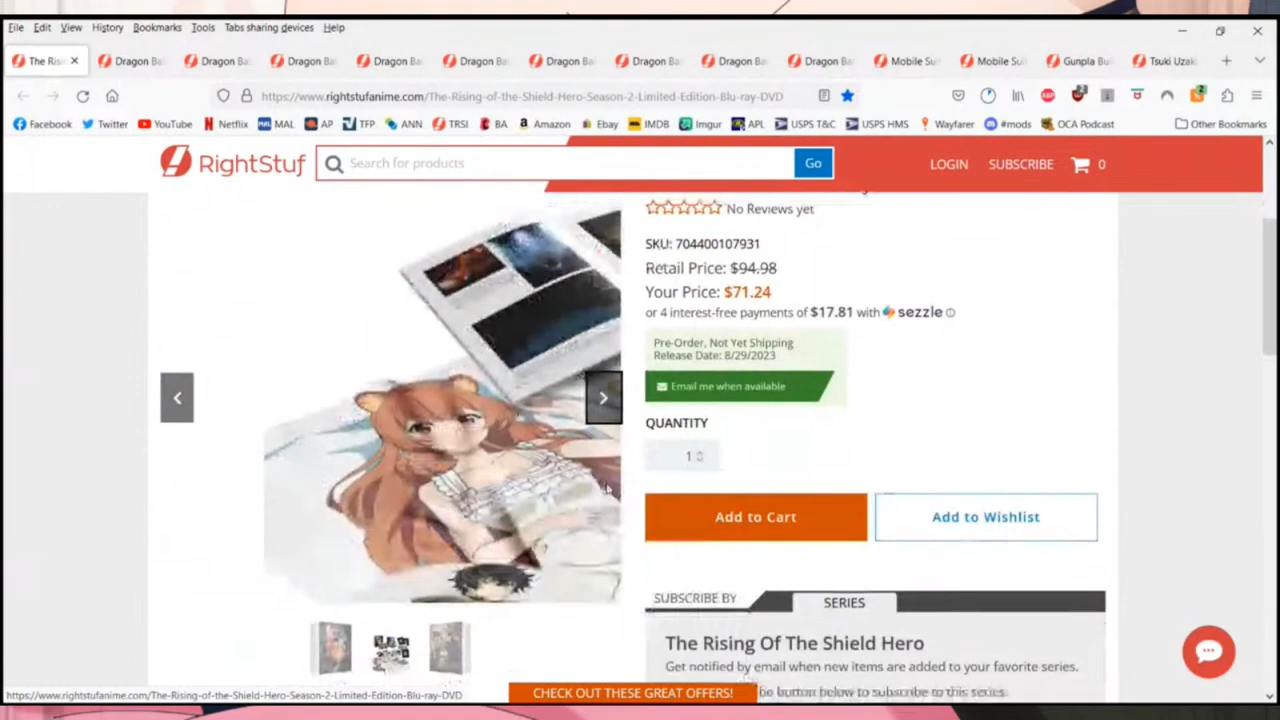 File Edit View History Bookmarks Tools Tabs sharing devices Help
The Risi Dragon Ba Dragon Ba Dragon Ba Dragon Ba Dragon Ba Dragon Ba Dragon Ba Dragon Ba Dragon Ba Mobile Sui Mobile Sui Gunpla Bui Tsuki Uzaki
https://www.rightstufanime.com/The-Rising-of-the-Shield-Hero-Season-2-Limited-Edition-Blu-ray-DVD
Facebook Twitter YouTube Netflix MAL AP TFP ANN TRSI BA Amazon Ebay IMDB Imgur APL USPS T&C USPS HMS Wayfarer #mods OCA Podcast Other Bookmarks
RightStuf Search for products Go LOGIN SUBSCRIBE 0
No Reviews yet
SKU: 704400107931
Retail Price: $94.98
Your Price: $71.24
or 4 interest-free payments of $17.81 with sezzle
Pre-Order, Not Yet Shipping
Release Date: 8/29/2023
Email me when available
QUANTITY
1
Add to Cart Add to Wishlist
SUBSCRIBE BY SERIES
The Rising Of The Shield Hero
Get notified by email when new items are added to your favorite series.
be button below to subscribe to this series.
https://www.rightstufanime.com/The-Rising-of-the-Shield-Hero-Season-2-Limited-Edition-Blu-ray-DVD
CHECK OUT THESE GREAT OFFERS!